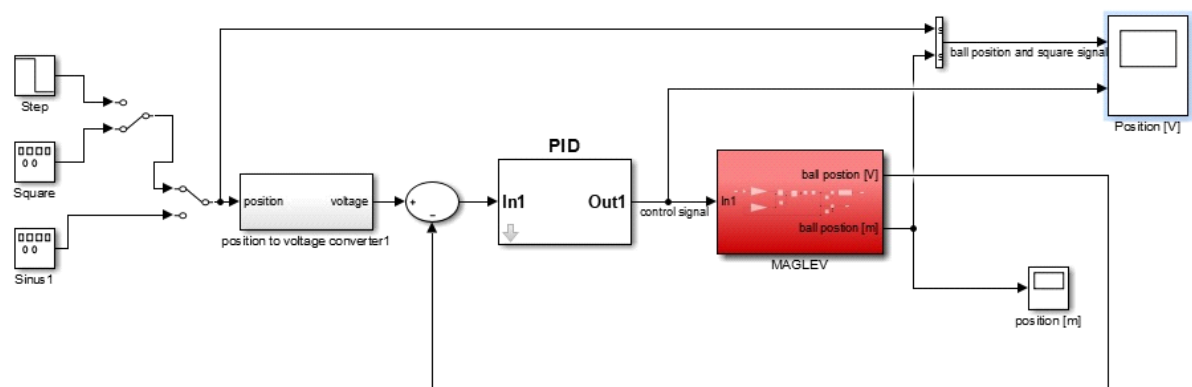 Step
Square
Sinus1
position
voltage
position to voltage converter1
+
−
PID
In1
Out1
control signal
In1
ball postion [V]
ball postion [m]
MAGLEV
s
s
ball position and square signal
Position [V]
position [m]